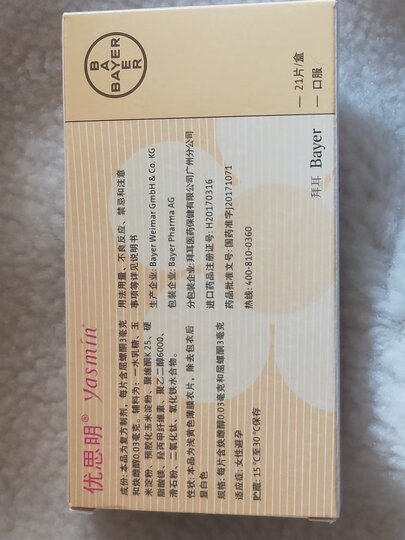 优思明® Yasmin®
成份: 本品为复方制剂，每片含屈螺酮3毫克
和炔雌醇0.03毫克。辅料为：一水乳糖、玉
米淀粉、预胶化玉米淀粉、聚维酮K 25、硬
脂酸镁、羟丙甲纤维素、聚乙二醇6000、
滑石粉、二氧化钛、氧化铁水合物。
性状: 本品为浅黄色薄膜衣片，除去包衣后
显白色
规格: 每片含炔雌醇0.03毫克和屈螺酮3毫克
适应症: 女性避孕
贮藏: 15℃至30℃保存
用法用量、不良反应、禁忌和注意
事项等详见说明书
生产企业: Bayer Weimar GmbH & Co. KG
包装企业: Bayer Pharma AG
分包装企业: 拜耳医药保健有限公司广州分公司
进口药品注册证号: H20170316
药品批准文号: 国药准字J20171071
热线: 400-810-0360
BAYER
BAYER
21片/盒
口服
拜耳 Bayer